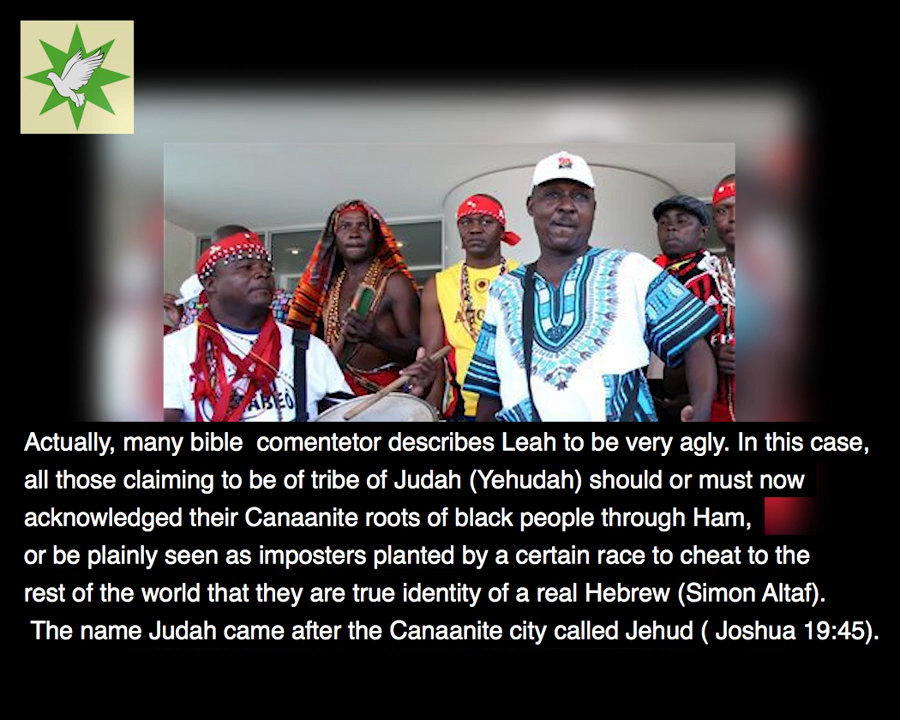 Actually, many bible  comentetor describes Leah to be very agly. In this case,
all those claiming to be of tribe of Judah (Yehudah) should or must now
acknowledged their Canaanite roots of black people through Ham,
or be plainly seen as imposters planted by a certain race to cheat to the
rest of the world that they are true identity of a real Hebrew (Simon Altaf).
The name Judah came after the Canaanite city called Jehud ( Joshua 19:45).